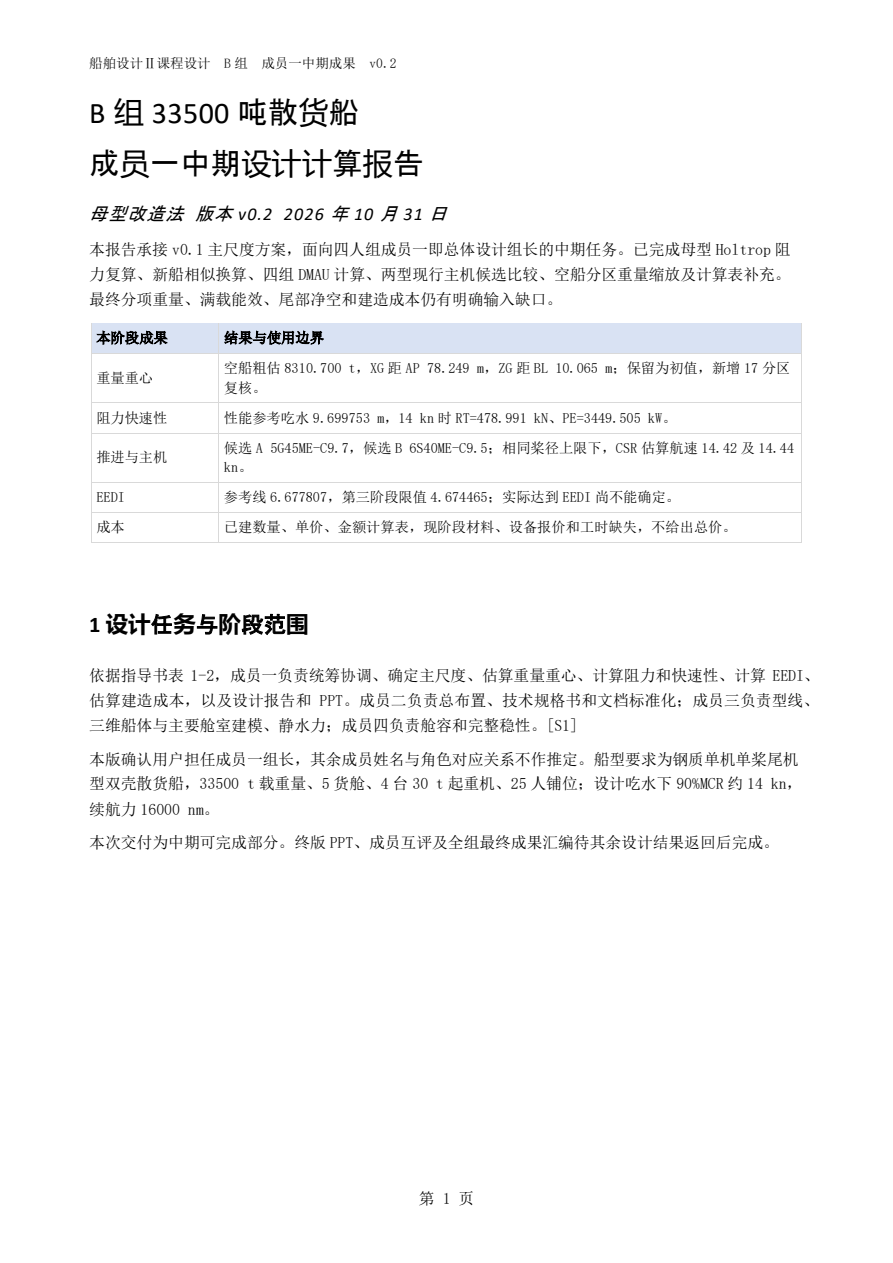 船舶设计Ⅱ课程设计 B 组 成员一中期成果 v0.2
B 组 33500 吨散货船
成员一中期设计计算报告
母型改造法 版本 v0.2 2026 年 10 月 31 日
本报告承接 v0.1 主尺度方案，面向四人组成员一即总体设计组长的中期任务。已完成母型 Holtrop 阻
力复算、新船相似换算、四组 DMAU 计算、两型现行主机候选比较、空船分区重量缩放及计算表补充。
最终分项重量、满载能效、尾部净空和建造成本仍有明确输入缺口。
本阶段成果 结果与使用边界
重量重心 空船粗估 8310.700 t，XG 距 AP 78.249 m，ZG 距 BL 10.065 m；保留为初值，新增 17 分区
复核。
阻力快速性 性能参考吃水 9.699753 m，14 kn 时 RT=478.991 kN、PE=3449.505 kW。
推进与主机 候选 A 5G45ME-C9.7，候选 B 6S40ME-C9.5；相同桨径上限下，CSR 估算航速 14.42 及 14.44
kn。
EEDI 参考线 6.677807，第三阶段限值 4.674465；实际达到 EEDI 尚不能确定。
成本 已建数量、单价、金额计算表，现阶段材料、设备报价和工时缺失，不给出总价。
1 设计任务与阶段范围
依据指导书表 1-2，成员一负责统筹协调、确定主尺度、估算重量重心、计算阻力和快速性、计算 EEDI、
估算建造成本，以及设计报告和 PPT。成员二负责总布置、技术规格书和文档标准化；成员三负责型线、
三维船体与主要舱室建模、静水力；成员四负责舱容和完整稳性。[S1]
本版确认用户担任成员一组长，其余成员姓名与角色对应关系不作推定。船型要求为钢质单机单桨尾机
型双壳散货船，33500 t 载重量、5 货舱、4 台 30 t 起重机、25 人铺位；设计吃水下 90%MCR 约 14 kn，
续航力 16000 nm。
本次交付为中期可完成部分。终版 PPT、成员互评及全组最终成果汇编待其余设计结果返回后完成。
第 1 页